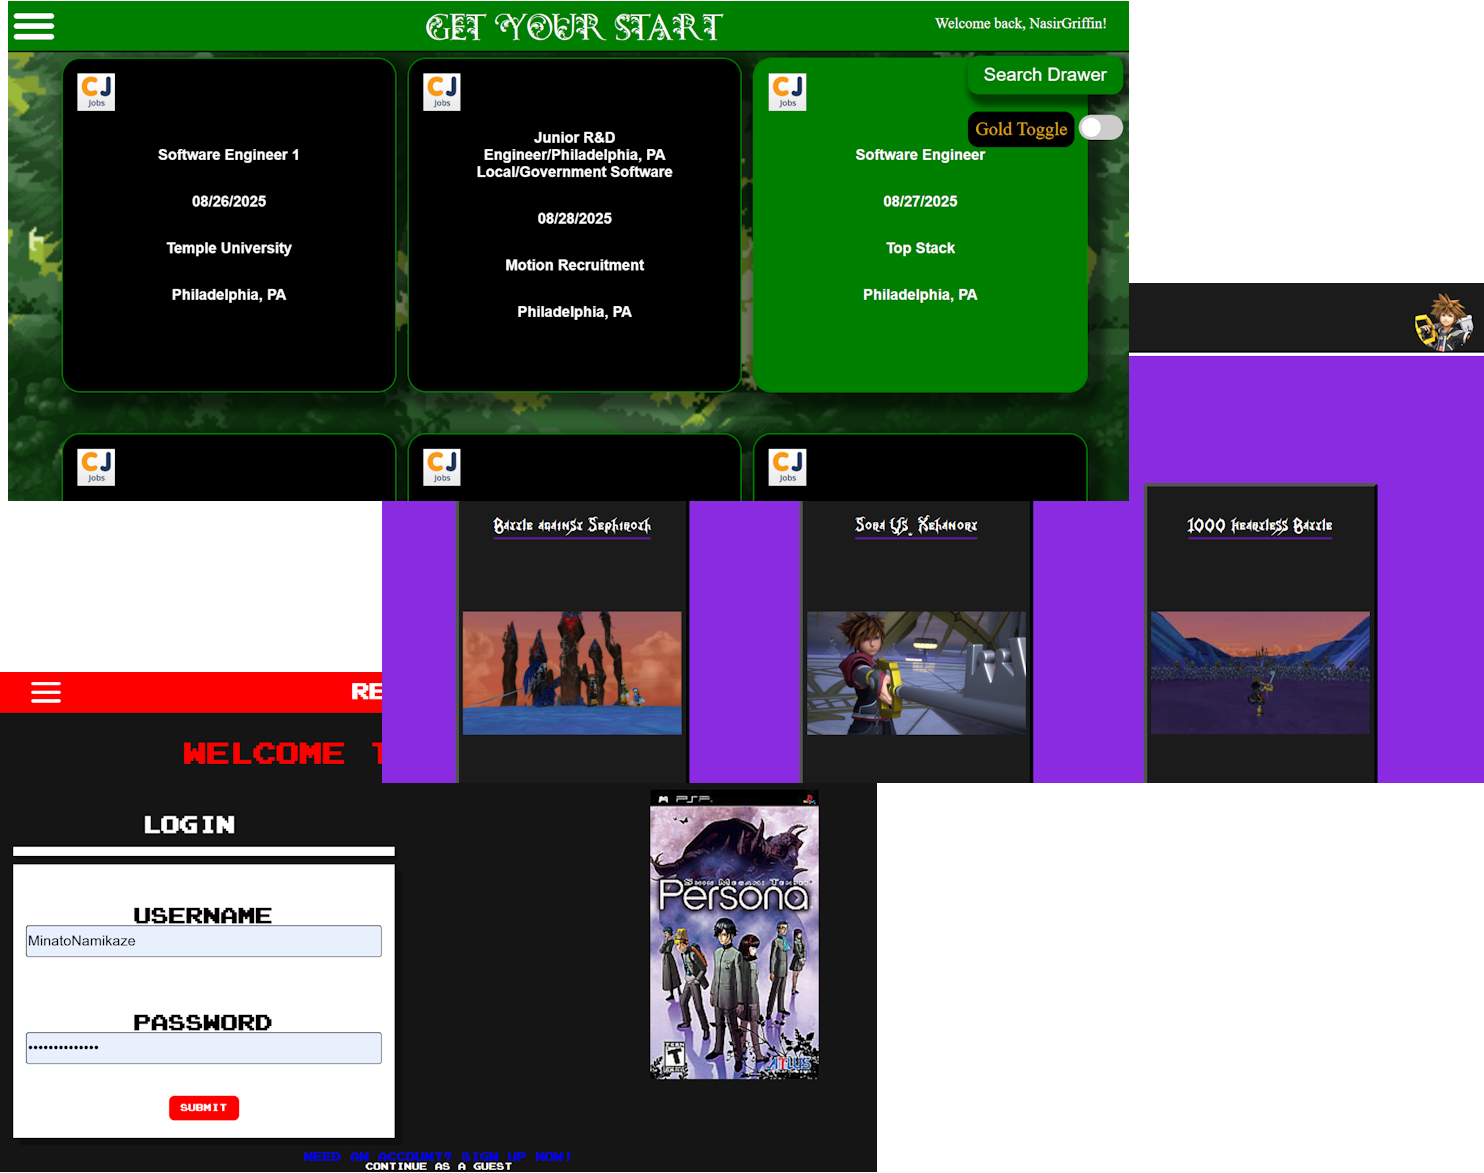 GET YOUR START
Welcome back, NasirGriffin!
Search Drawer
Gold Toggle
CJ
Jobs
Software Engineer 1
08/26/2025
Temple University
Philadelphia, PA
CJ
Jobs
Junior R&D
Engineer/Philadelphia, PA
Local/Government Software
08/28/2025
Motion Recruitment
Philadelphia, PA
CJ
Jobs
Software Engineer
08/27/2025
Top Stack
Philadelphia, PA
CJ
Jobs
CJ
Jobs
CJ
Jobs
Battle against Sephiroth
Sora Vs. Xehanort
1000 Heartless Battle
RE
WELCOME T
LOGIN
USERNAME
MinatoNamikaze
PASSWORD
SUBMIT
NEED AN ACCOUNT? SIGN UP NOW!
CONTINUE AS A GUEST
PSP
Shin Megami Tensei
Persona
TEEN
T
ATLUS